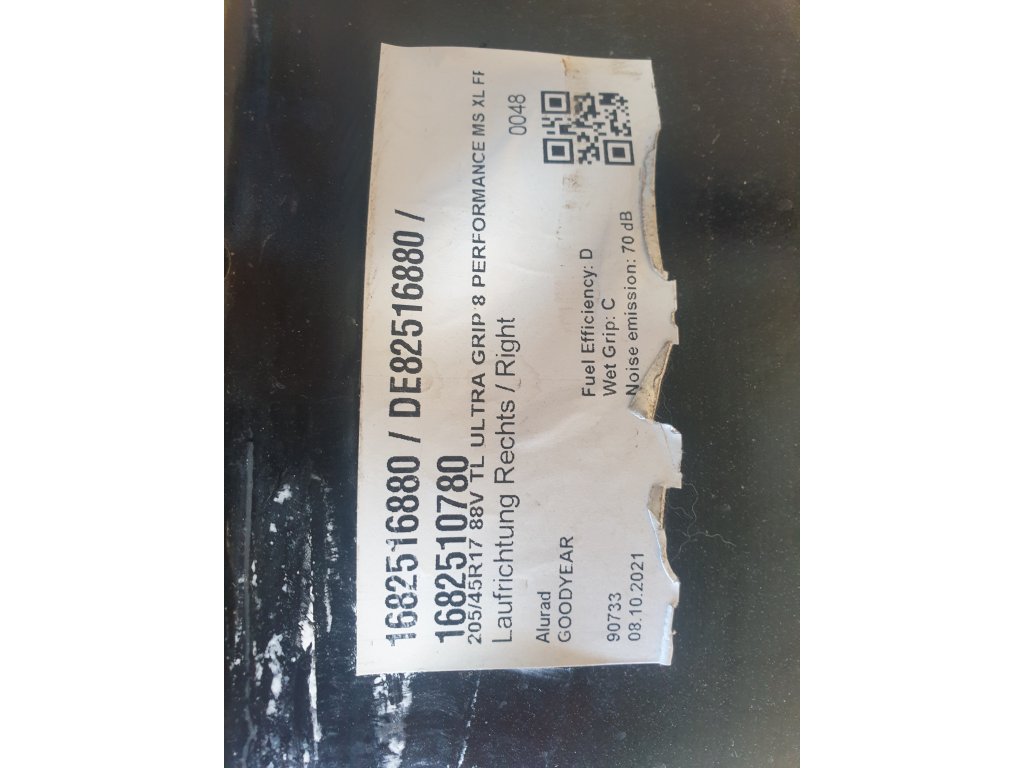 1682516880 / DE82516880 /
1682510780
205/45R17 88V TL ULTRA GRIP 8 PERFORMANCE MS XL FP
Laufrichtung Rechts / Right
0048
Alurad
GOODYEAR
Fuel Efficiency: D
Wet Grip: C
Noise emission: 70 dB
90733
08.10.2021